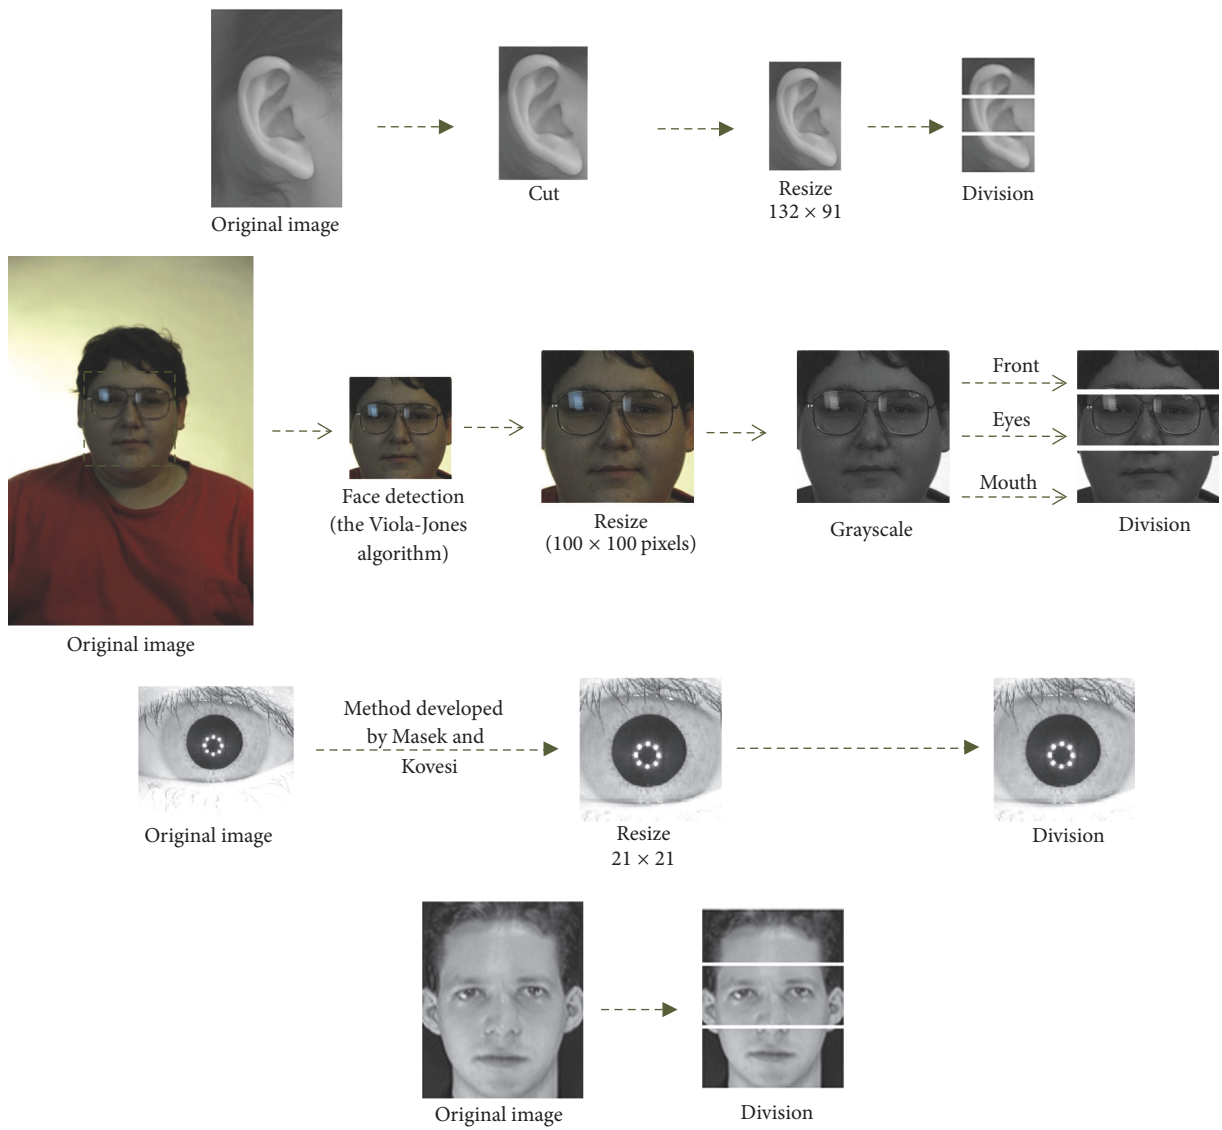 Original image
Cut
Resize
132 × 91
Division
Original image
Face detection
(the Viola-Jones
algorithm)
Resize
(100 × 100 pixels)
Grayscale
Front
Eyes
Mouth
Division
Original image
Method developed
by Masek and
Kovesi
Resize
21 × 21
Division
Original image
Division